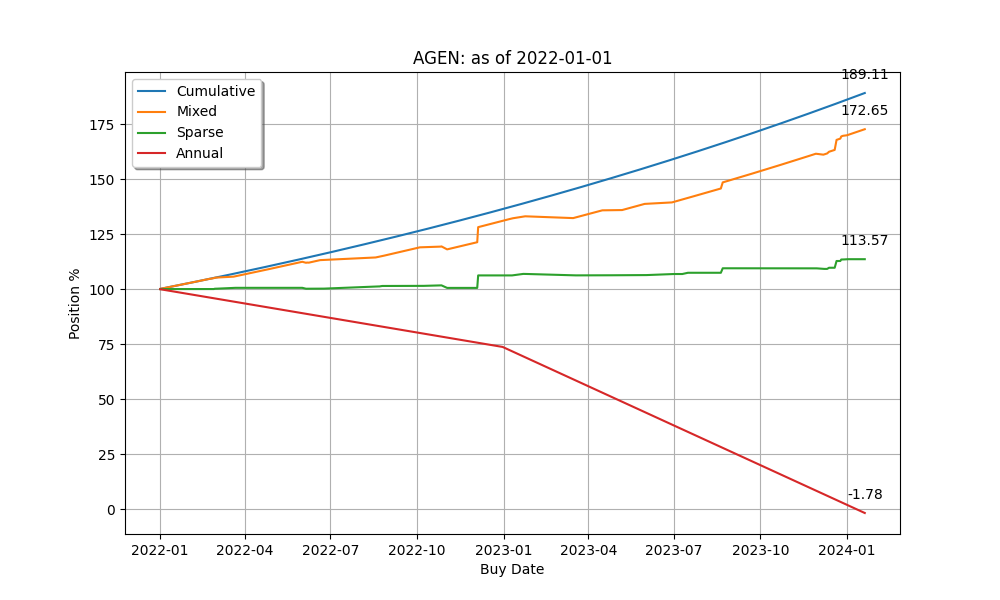 AGEN: as of 2022-01-01
189.11
Cumulative
Mixed
Sparse
Annual
172.65
113.57
-1.78
Position %
175
150
125
100
75
50
25
0
2022-01 2022-04 2022-07 2022-10 2023-01 2023-04 2023-07 2023-10 2024-01
Buy Date